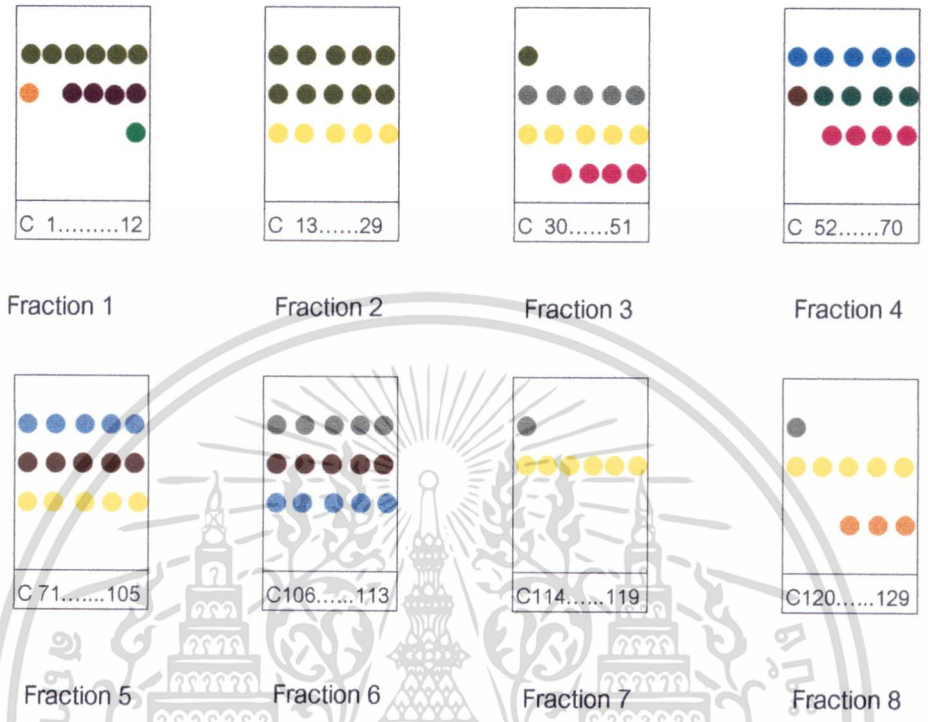 C 1.........12
C 13......29
C 30......51
C 52......70
Fraction 1
Fraction 2
Fraction 3
Fraction 4
C 71.......105
C106......113
C114......119
C120......129
Fraction 5
Fraction 6
Fraction 7
Fraction 8